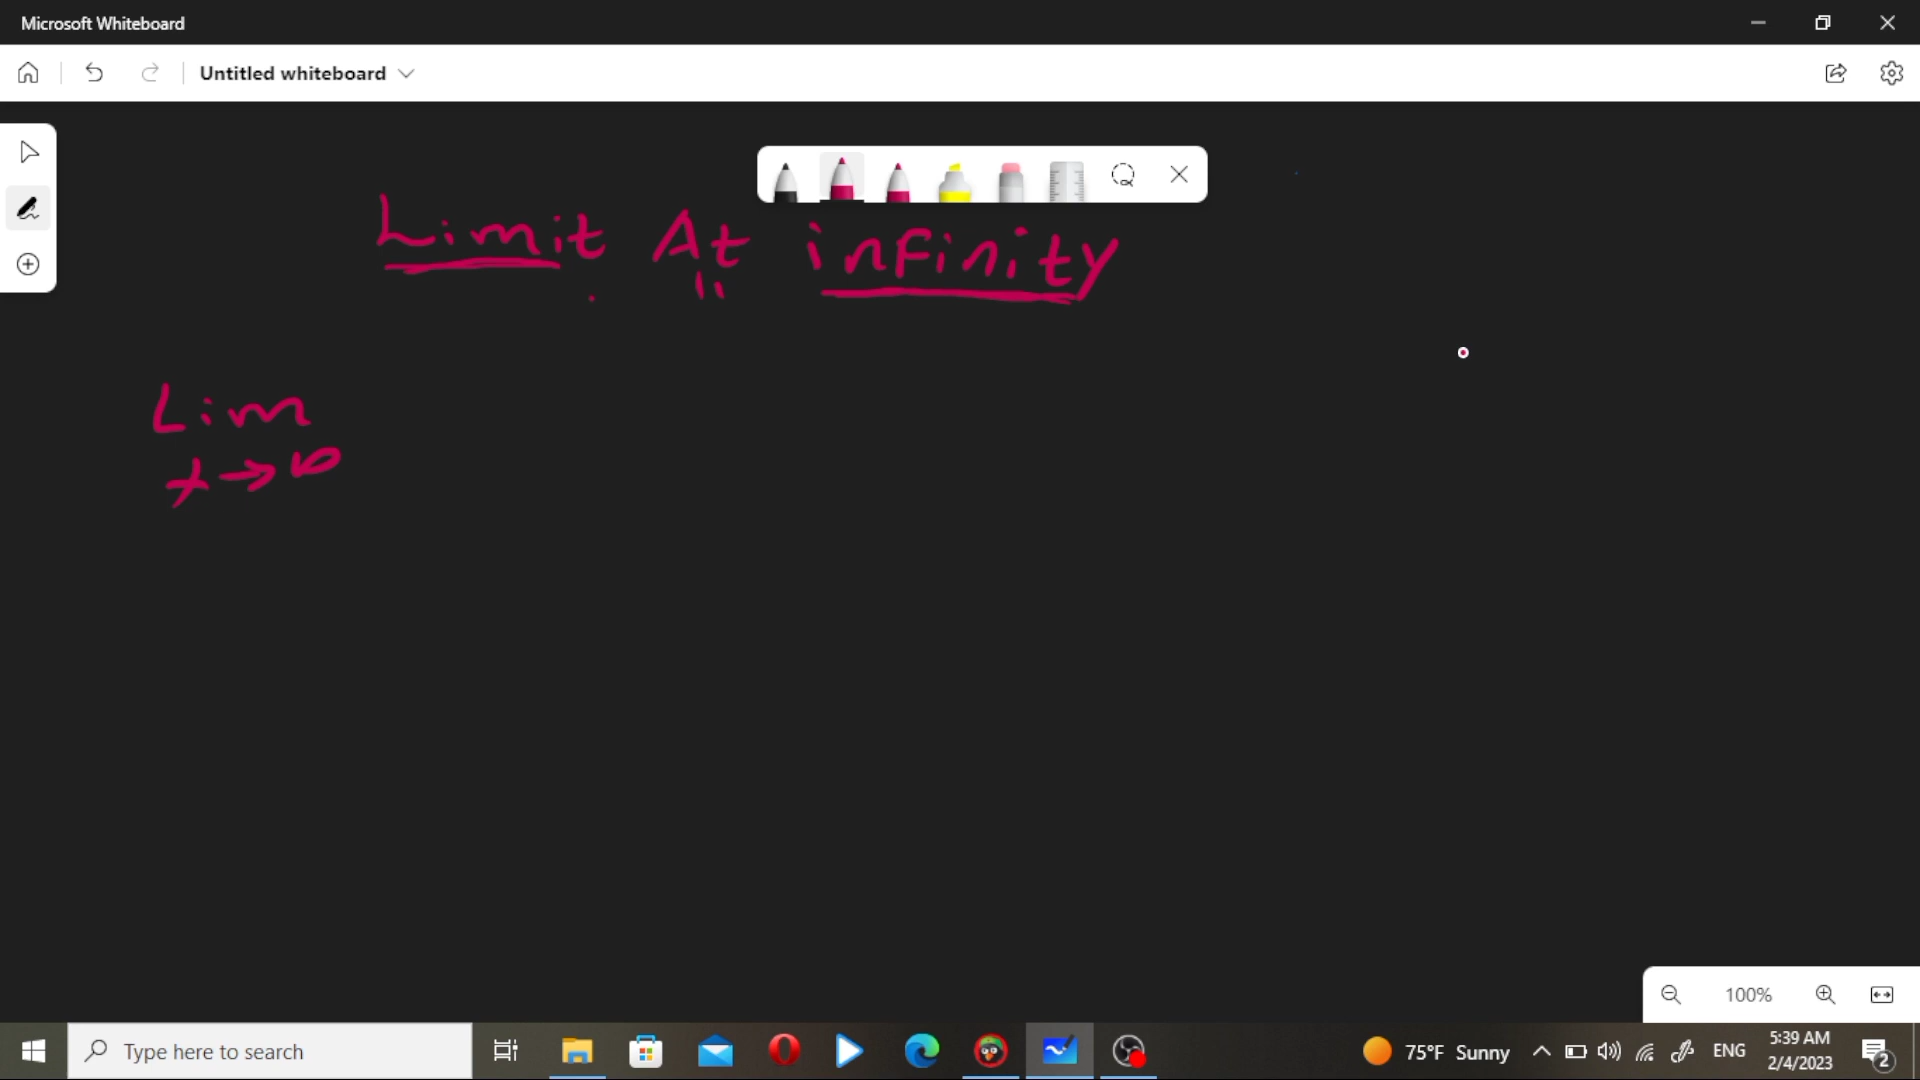 Microsoft Whiteboard
Untitled whiteboard
Limit At infinity
Lim
x→∞
100%
Type here to search
75°F Sunny
ENG
5:39 AM
2/4/2023
2